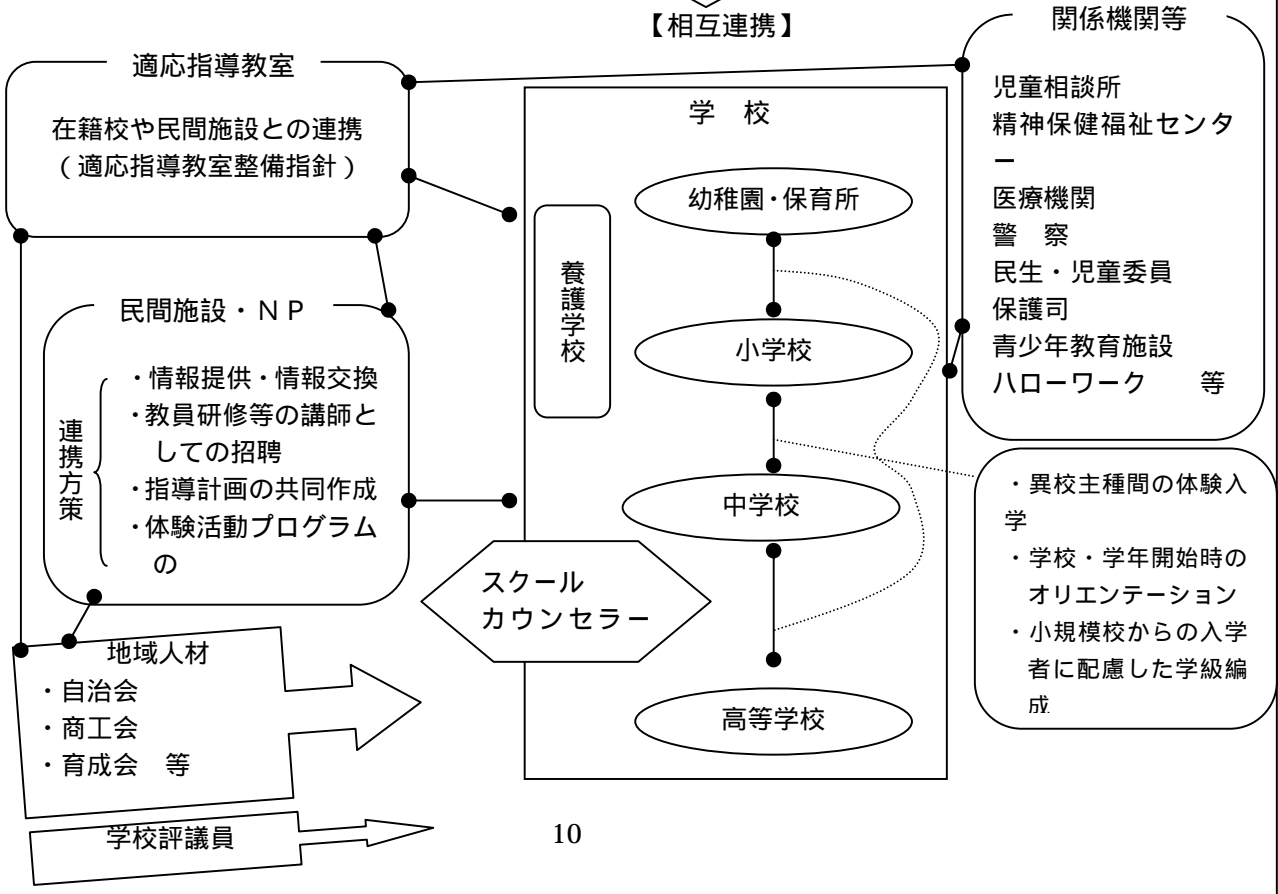 【相互連携】
関係機関等
児童相談所
精神保健福祉センタ
ー
医療機関
警　察
民生・児童委員
保護司
青少年教育施設
ハローワーク　　等
適応指導教室
在籍校や民間施設との連携
（適応指導教室整備指針）
学　校
幼稚園・保育所
養護学校
小学校
中学校
高等学校
民間施設・ＮＰ
連携方策
・情報提供・情報交換
・教員研修等の講師と
しての招聘
・指導計画の共同作成
・体験活動プログラム
の
スクール
カウンセラー
・異校主種間の体験入
学
・学校・学年開始時の
オリエンテーション
・小規模校からの入学
者に配慮した学級編
成
地域人材
・自治会
・商工会
・育成会　等
学校評議員
10